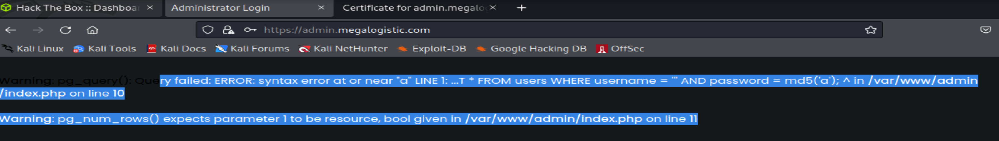 Hack The Box :: Dashboar
Administrator Login
Certificate for admin.megalog
https://admin.megalogistic.com
Kali Linux Kali Tools Kali Docs Kali Forums Kali NetHunter Exploit-DB Google Hacking DB OffSec
Warning: pg_query(): Query failed: ERROR: syntax error at or near "a" LINE 1: ...T * FROM users WHERE username = ''' AND password = md5('a'); ^ in /var/www/admin
/index.php on line 10
Warning: pg_num_rows() expects parameter 1 to be resource, bool given in /var/www/admin/index.php on line 11